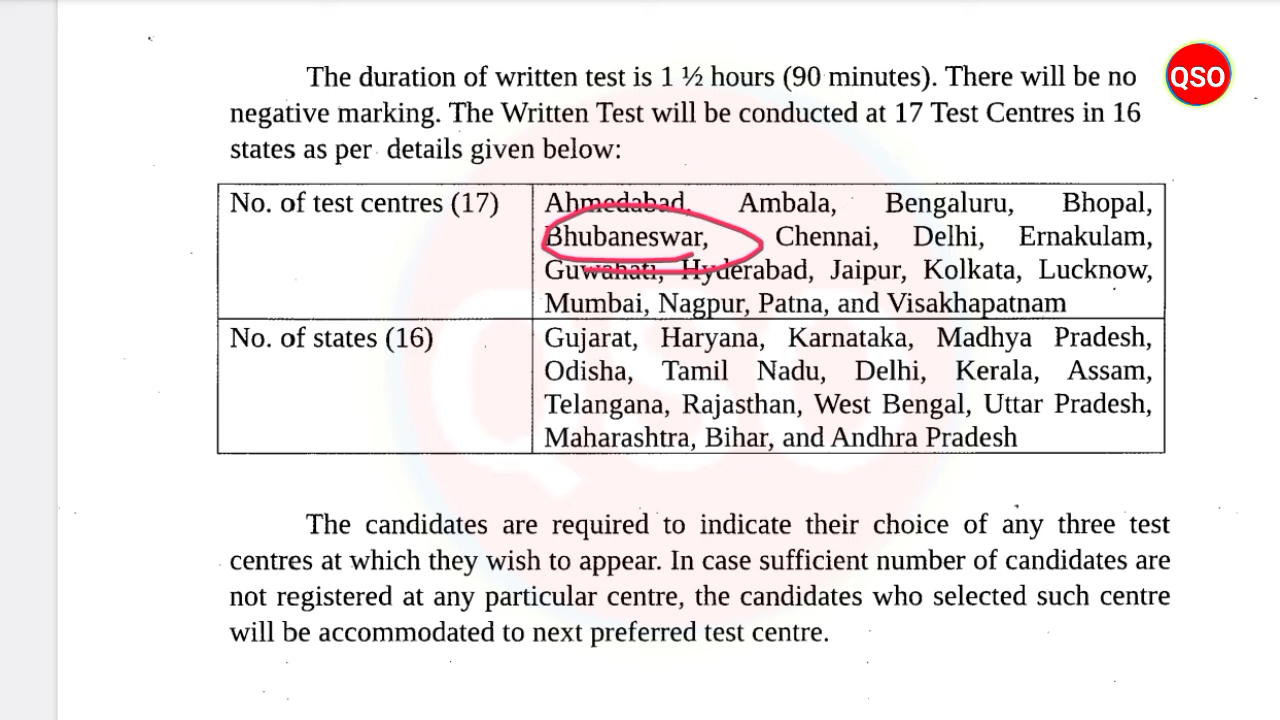 QSO
The duration of written test is 1 ½ hours (90 minutes). There will be no
negative marking. The Written Test will be conducted at 17 Test Centres in 16
states as per details given below:
No. of test centres (17)
Ahmedabad, Ambala, Bengaluru, Bhopal,
Bhubaneswar, Chennai, Delhi, Ernakulam,
Guwahati, Hyderabad, Jaipur, Kolkata, Lucknow,
Mumbai, Nagpur, Patna, and Visakhapatnam
No. of states (16)
Gujarat, Haryana, Karnataka, Madhya Pradesh,
Odisha, Tamil Nadu, Delhi, Kerala, Assam,
Telangana, Rajasthan, West Bengal, Uttar Pradesh,
Maharashtra, Bihar, and Andhra Pradesh
QSO
The candidates are required to indicate their choice of any three test
centres at which they wish to appear. In case sufficient number of candidates are
not registered at any particular centre, the candidates who selected such centre
will be accommodated to next preferred test centre.